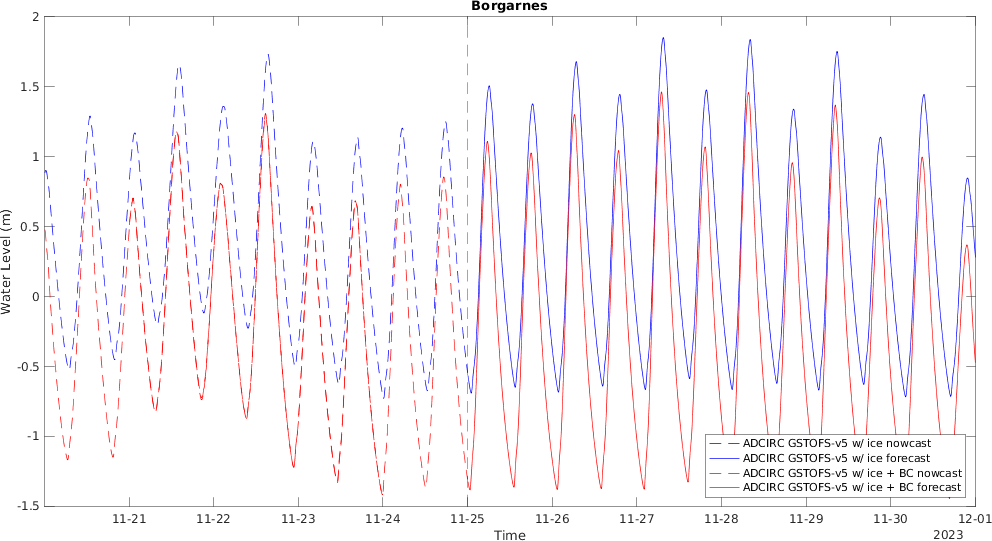 Borgarnes
2
1.5
1
0.5
0
-0.5
-1
-1.5
Water Level (m)
ADCIRC GSTOFS-v5 w/ ice nowcast
ADCIRC GSTOFS-v5 w/ ice forecast
ADCIRC GSTOFS-v5 w/ ice + BC nowcast
ADCIRC GSTOFS-v5 w/ ice + BC forecast
11-21 11-22 11-23 11-24 11-25 11-26 11-27 11-28 11-29 11-30 12-01
Time
2023